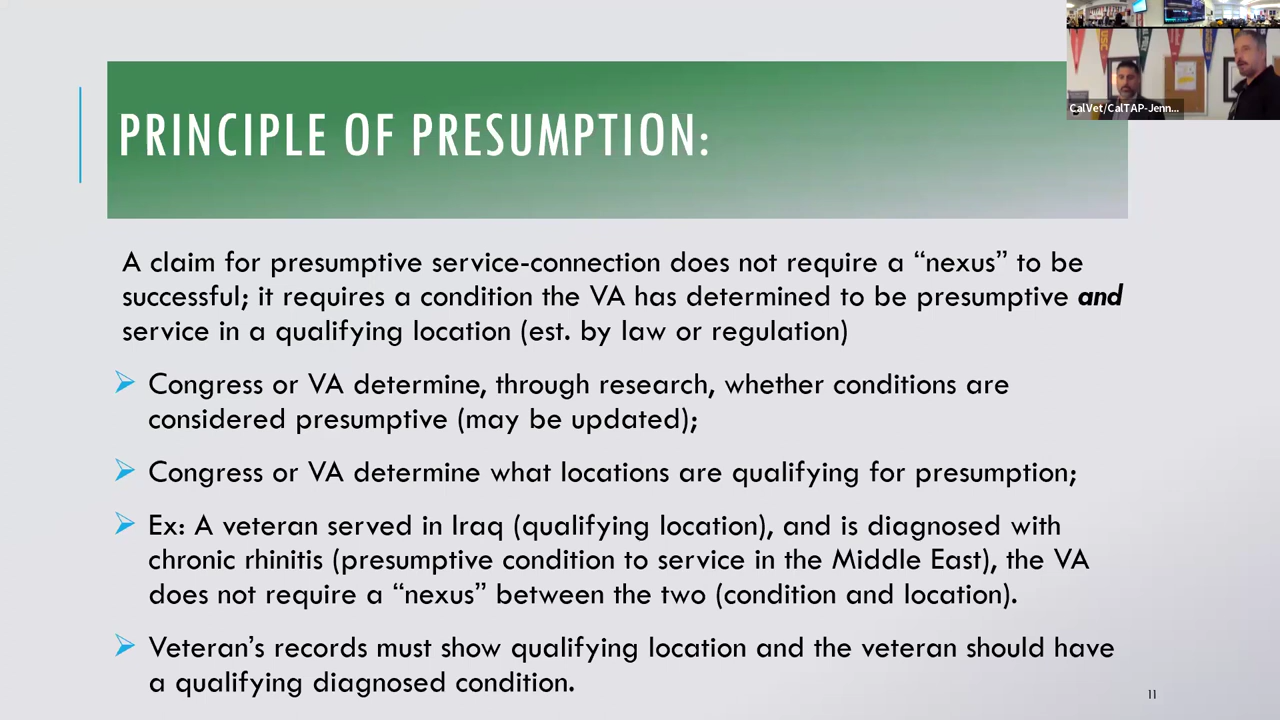 USC
CalVet/CalTAP-Jenn...
PRINCIPLE OF PRESUMPTION:
A claim for presumptive service-connection does not require a “nexus” to be
successful; it requires a condition the VA has determined to be presumptive and
service in a qualifying location (est. by law or regulation)
Congress or VA determine, through research, whether conditions are
considered presumptive (may be updated);
Congress or VA determine what locations are qualifying for presumption;
Ex: A veteran served in Iraq (qualifying location), and is diagnosed with
chronic rhinitis (presumptive condition to service in the Middle East), the VA
does not require a “nexus” between the two (condition and location).
Veteran’s records must show qualifying location and the veteran should have
a qualifying diagnosed condition.
11